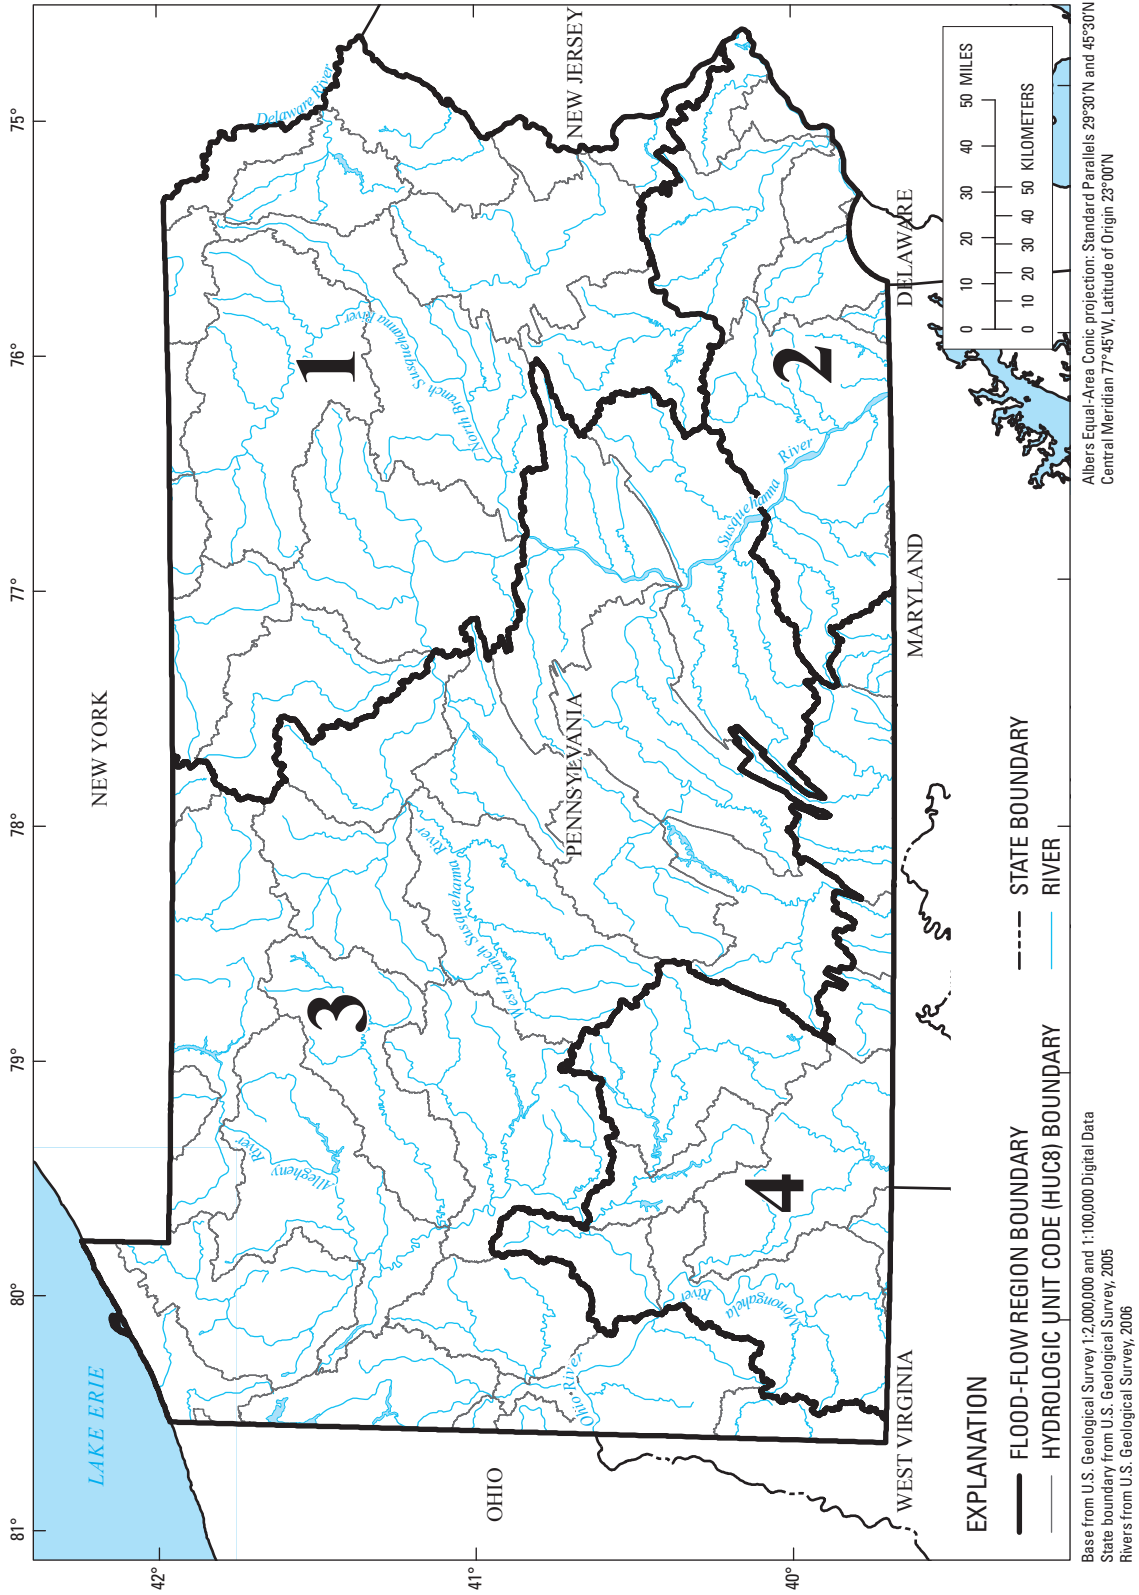 81°
80°
79°
78°
77°
76°
75°
42°
41°
40°
LAKE ERIE
NEW YORK
OHIO
PENNSYLVANIA
NEW JERSEY
WEST VIRGINIA
MARYLAND
DELAWARE
1
2
3
4
Allegheny
River
West Branch Susquehanna River
North Branch Susquehanna River
Delaware River
Susquehanna
River
Ohio River
Monongahela
River
EXPLANATION
FLOOD-FLOW REGION BOUNDARY
HYDROLOGIC UNIT CODE (HUC8) BOUNDARY
STATE BOUNDARY
RIVER
0 10 20 30 40 50 MILES
0 10 20 30 40 50 KILOMETERS
Base from U.S. Geological Survey 1:2,000,000 and 1:100,000 Digital Data
State boundary from U.S. Geological Survey, 2005
Rivers from U.S. Geological Survey, 2006
Albers Equal-Area Conic projection: Standard Parallels 29°30'N and 45°30'N
Central Meridian 77°45'W, Latitude of Origin 23°00'N